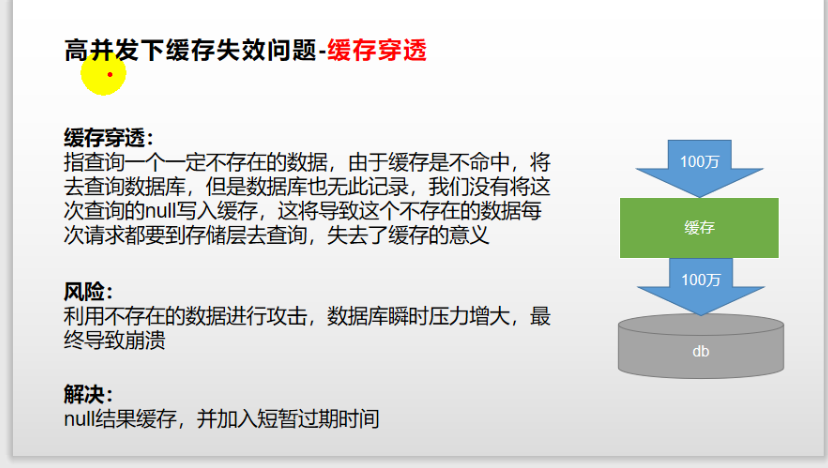 高并发下缓存失效问题-缓存穿透
缓存穿透：
指查询一个一定不存在的数据，由于缓存是不命中，将
去查询数据库，但是数据库也无此记录，我们没有将这
次查询的null写入缓存，这将导致这个不存在的数据每
次请求都要到存储层去查询，失去了缓存的意义
风险：
利用不存在的数据进行攻击，数据库瞬时压力增大，最
终导致崩溃
解决：
null结果缓存，并加入短暂过期时间
100万
缓存
100万
db